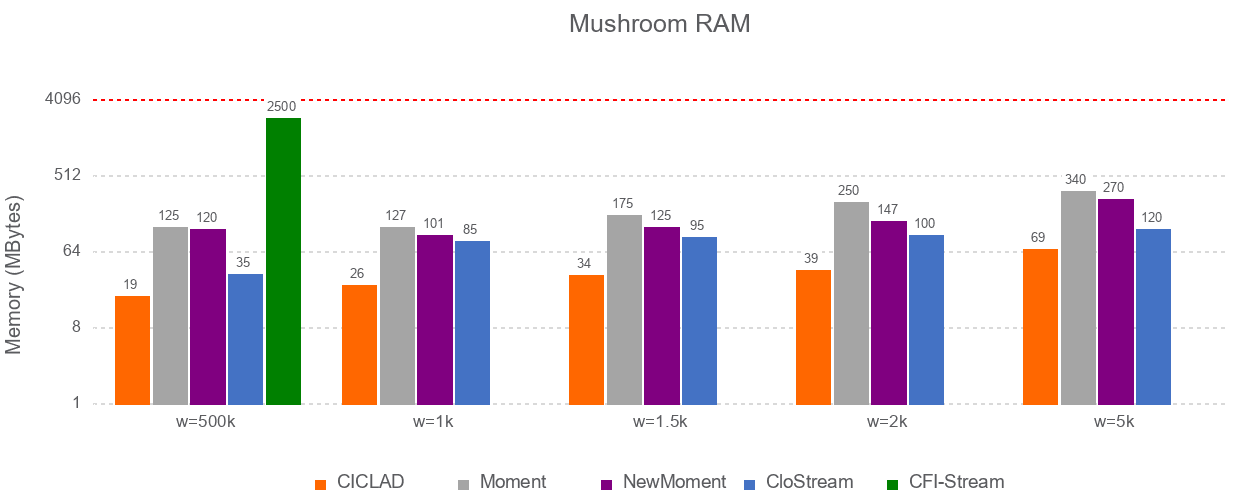 Mushroom RAM
Memory (MBytes)
4096
512
64
8
1
19
125
120
35
2500
26
127
101
85
34
175
125
95
39
250
147
100
69
340
270
120
w=500k
w=1k
w=1.5k
w=2k
w=5k
CICLAD
Moment
NewMoment
CloStream
CFI-Stream